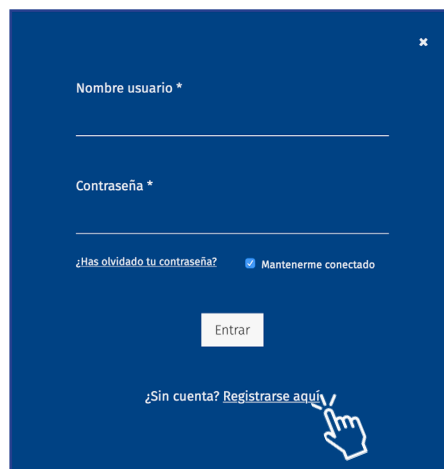 Nombre usuario *
Contraseña *
¿Has olvidado tu contraseña? Mantenerme conectado
Entrar
¿Sin cuenta? Registrarse aquí